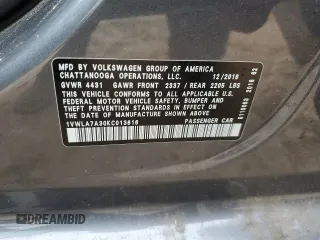 MFD. BY VOLKSWAGEN GROUP OF AMERICA
CHATTANOOGA OPERATIONS, LLC. 12/2018
GVWR 4431 GAWR FRONT 2337 / REAR 2205 LBS
THIS VEHICLE CONFORMS TO ALL APPLICABLE U.S.
FEDERAL MOTOR VEHICLE SAFETY, BUMPER AND
THEFT PREVENTION STANDARDS IN EFFECT ON THE
DATE OF MANUFACTURE SHOWN ABOVE.
1VWLA7A30KC013616 PASSENGER CAR
DASHBID